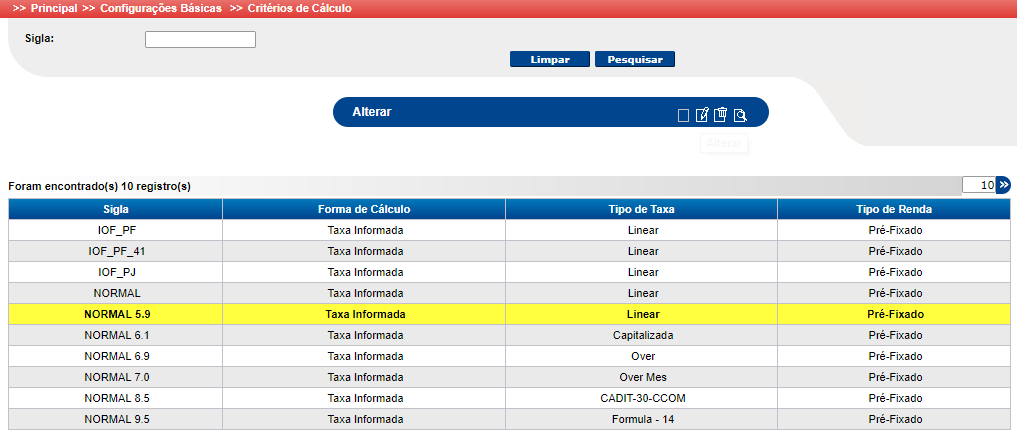 >> Principal >> Configurações Básicas >> Critérios de Cálculo
Sigla:
Limpar Pesquisar
Alterar
Alterar
Foram encontrado(s) 10 registro(s) 10
Sigla Forma de Cálculo Tipo de Taxa Tipo de Renda
IOF_PF Taxa Informada Linear Pré-Fixado
IOF_PF_41 Taxa Informada Linear Pré-Fixado
IOF_PJ Taxa Informada Linear Pré-Fixado
NORMAL Taxa Informada Linear Pré-Fixado
NORMAL 5.9 Taxa Informada Linear Pré-Fixado
NORMAL 6.1 Taxa Informada Capitalizada Pré-Fixado
NORMAL 6.9 Taxa Informada Over Pré-Fixado
NORMAL 7.0 Taxa Informada Over Mes Pré-Fixado
NORMAL 8.5 Taxa Informada CADIT-30-CCOM Pré-Fixado
NORMAL 9.5 Taxa Informada Formula - 14 Pré-Fixado